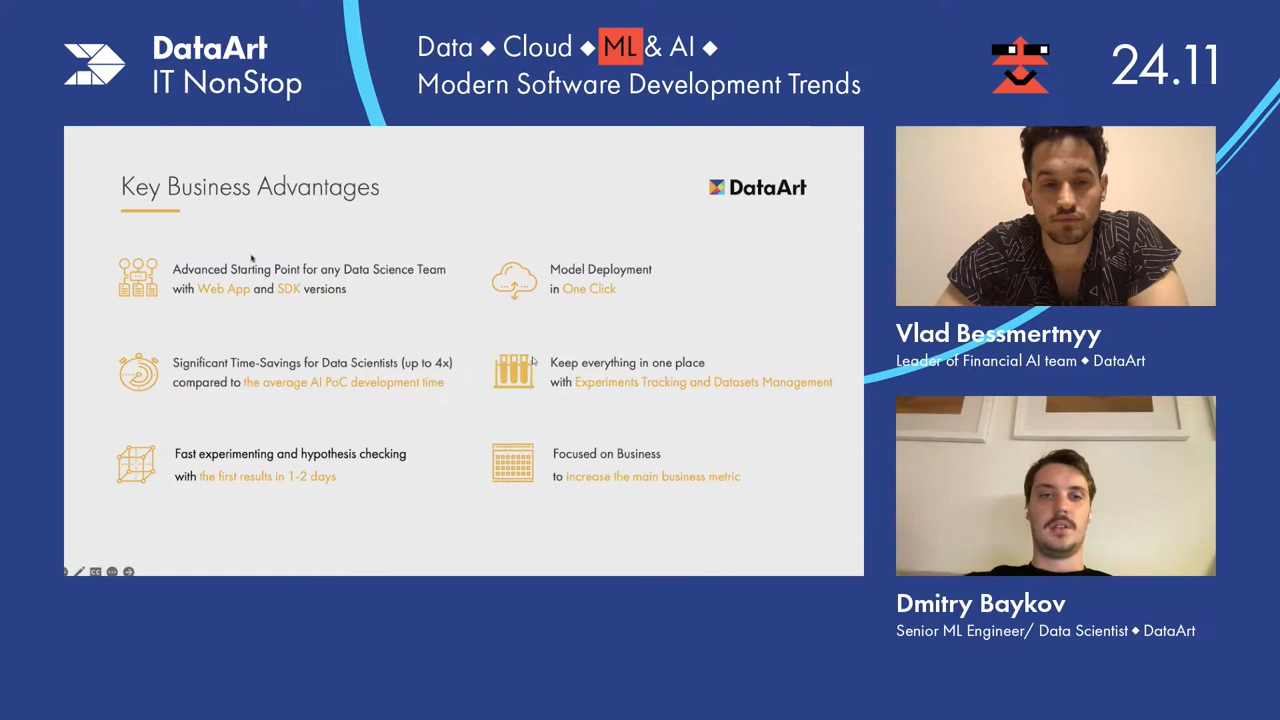 DataArt
IT NonStop
Data ◆ Cloud ◆ ML & AI ◆
Modern Software Development Trends
24.11
Key Business Advantages
DataArt
Advanced Starting Point for any Data Science Team
with Web App and SDK versions
Model Deployment
in One Click
Significant Time-Savings for Data Scientists (up to 4x)
compared to the average AI PoC development time
Keep everything in one place
with Experiments Tracking and Datasets Management
Fast experimenting and hypothesis checking
with the first results in 1-2 days
Focused on Business
to increase the main business metric
CC
Vlad Bessmertnyy
Leader of Financial AI team ◆ DataArt
Dmitry Baykov
Senior ML Engineer/ Data Scientist ◆ DataArt